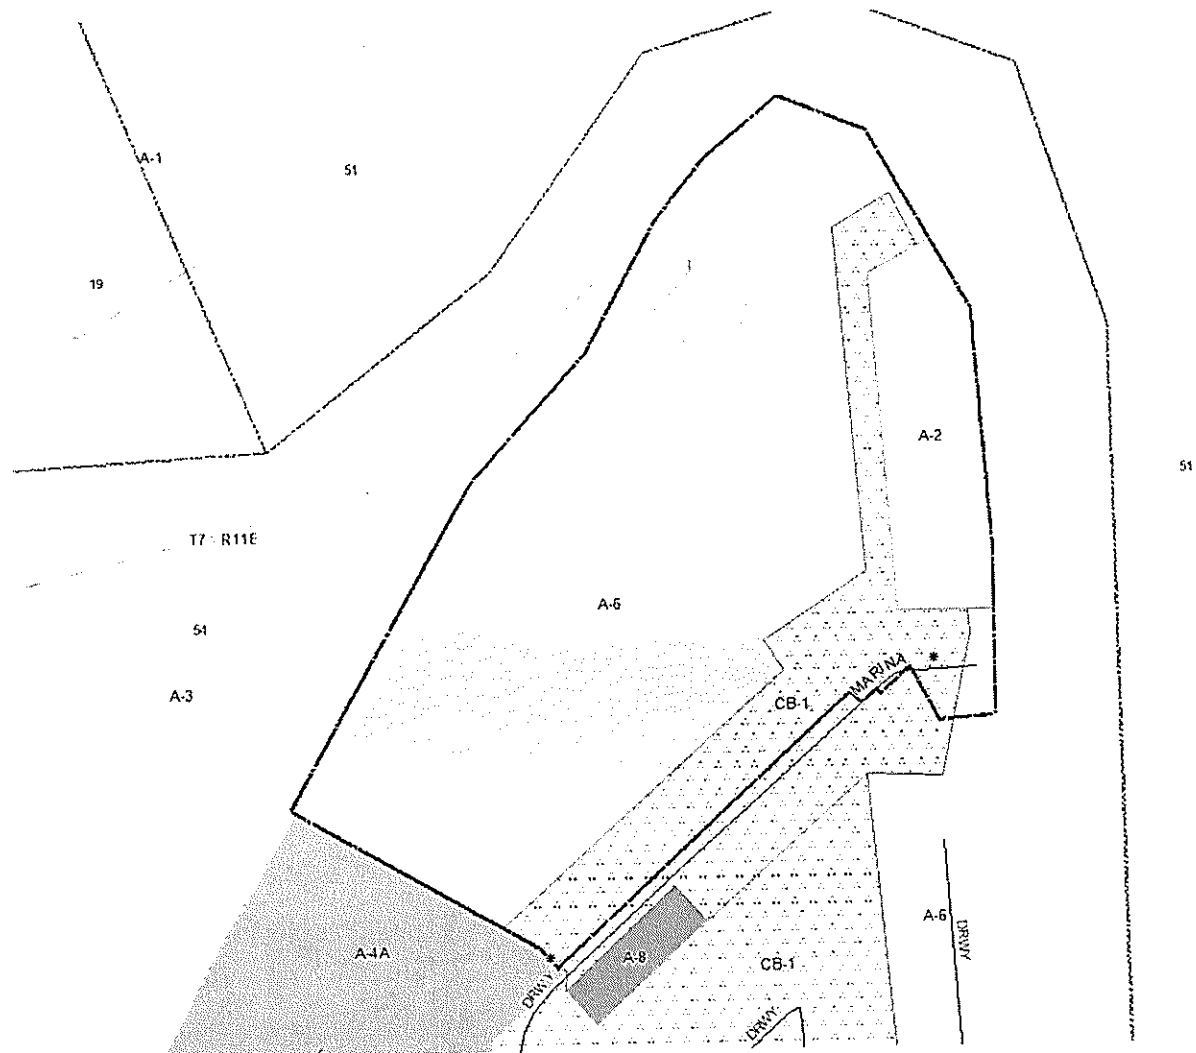 A-1
51
19
A-2
51
T7
R11E
A-6
51
MARINA
*
A-3
CB-1
A-6
DRWY
A-4A
*
A-8
CB-1
DRWY
DRWY